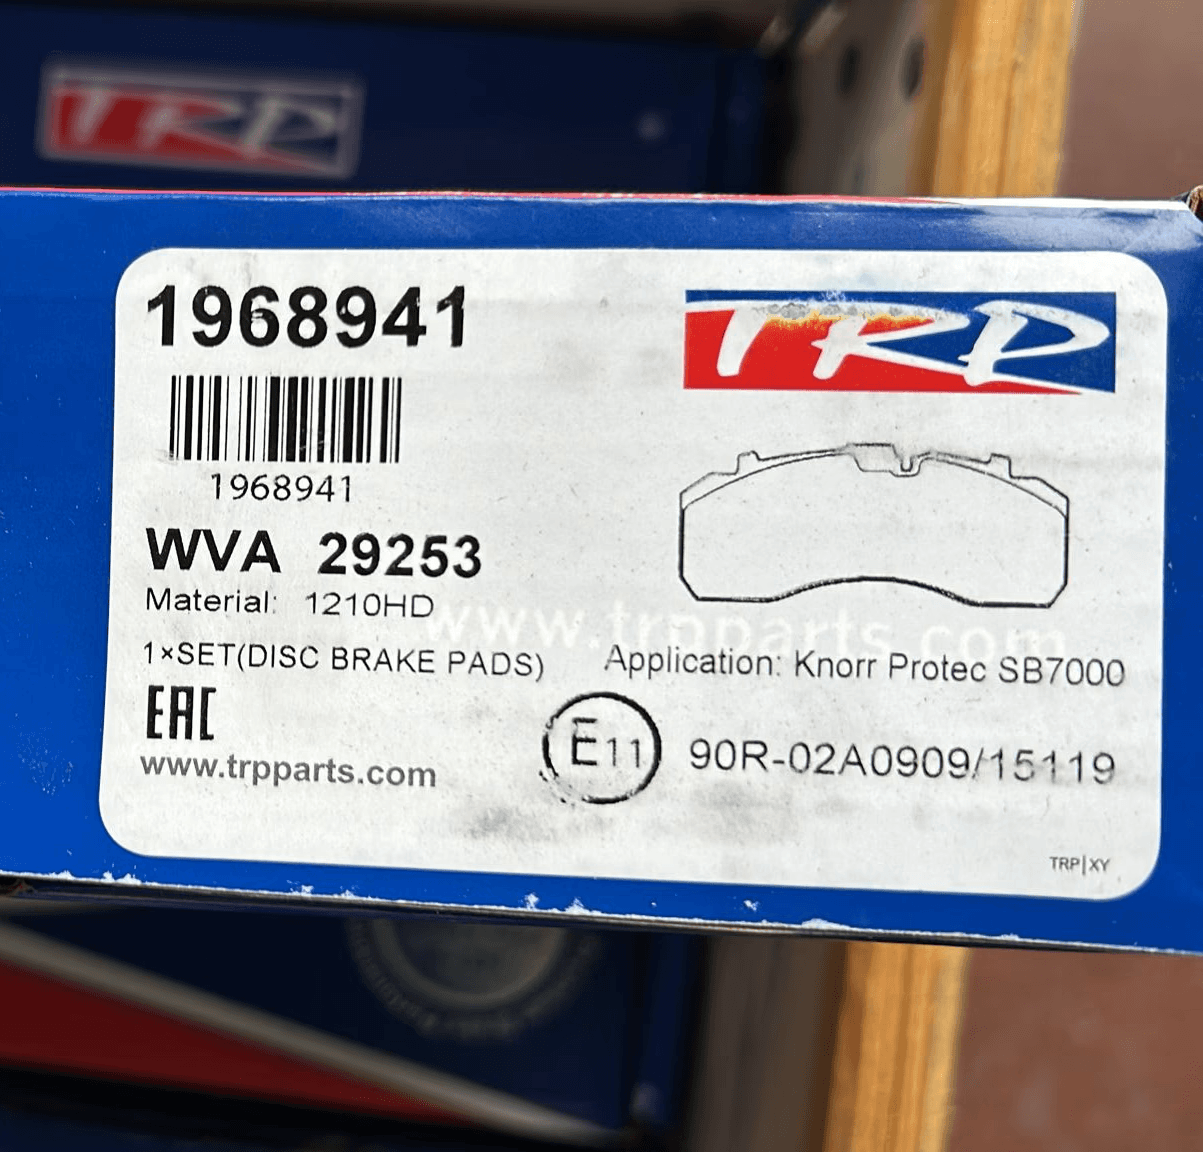 TRP
1968941
TRP
1968941
WVA 29253
Material: 1210HD
www.trpparts.com
1×SET(DISC BRAKE PADS)
Application: Knorr Protec SB7000
EAC
E11
90R-02A0909/15119
www.trpparts.com
TRP|XY